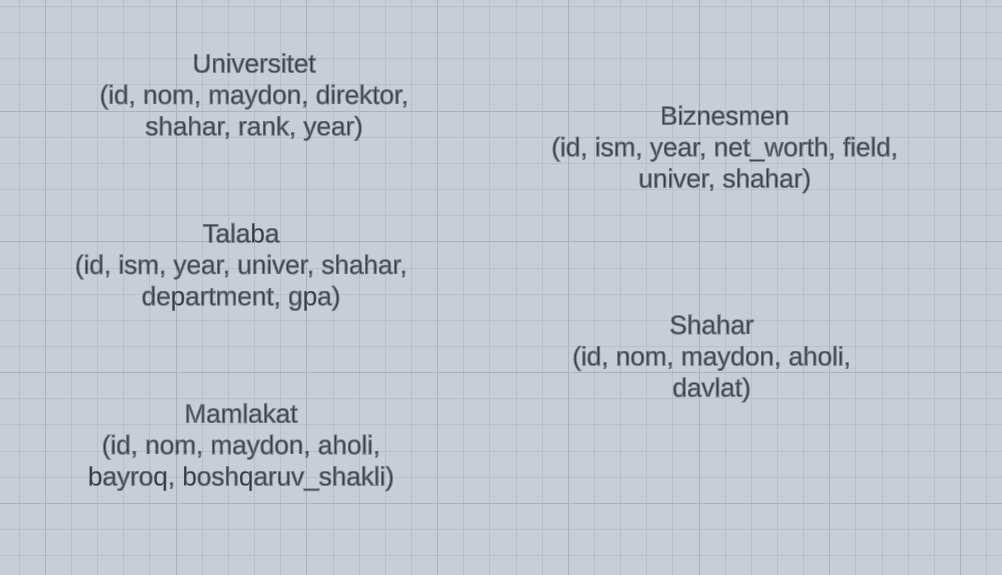 Universitet
(id, nom, maydon, direktor,
shahar, rank, year)
Biznesmen
(id, ism, year, net_worth, field,
univer, shahar)
Talaba
(id, ism, year, univer, shahar,
department, gpa)
Shahar
(id, nom, maydon, aholi,
davlat)
Mamlakat
(id, nom, maydon, aholi,
bayroq, boshqaruv_shakli)